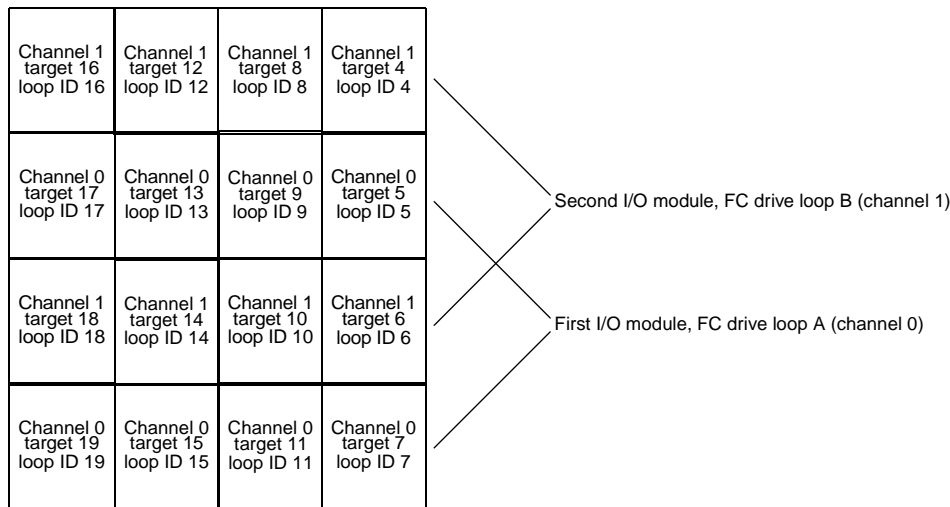 Channel 1
target 16
loop ID 16
Channel 1
target 12
loop ID 12
Channel 1
target 8
loop ID 8
Channel 1
target 4
loop ID 4
Channel 0
target 17
loop ID 17
Channel 0
target 13
loop ID 13
Channel 0
target 9
loop ID 9
Channel 0
target 5
loop ID 5
Second I/O module, FC drive loop B (channel 1)
Channel 1
target 18
loop ID 18
Channel 1
target 14
loop ID 14
Channel 1
target 10
loop ID 10
Channel 1
target 6
loop ID 6
First I/O module, FC drive loop A (channel 0)
Channel 0
target 19
loop ID 19
Channel 0
target 15
loop ID 15
Channel 0
target 11
loop ID 11
Channel 0
target 7
loop ID 7